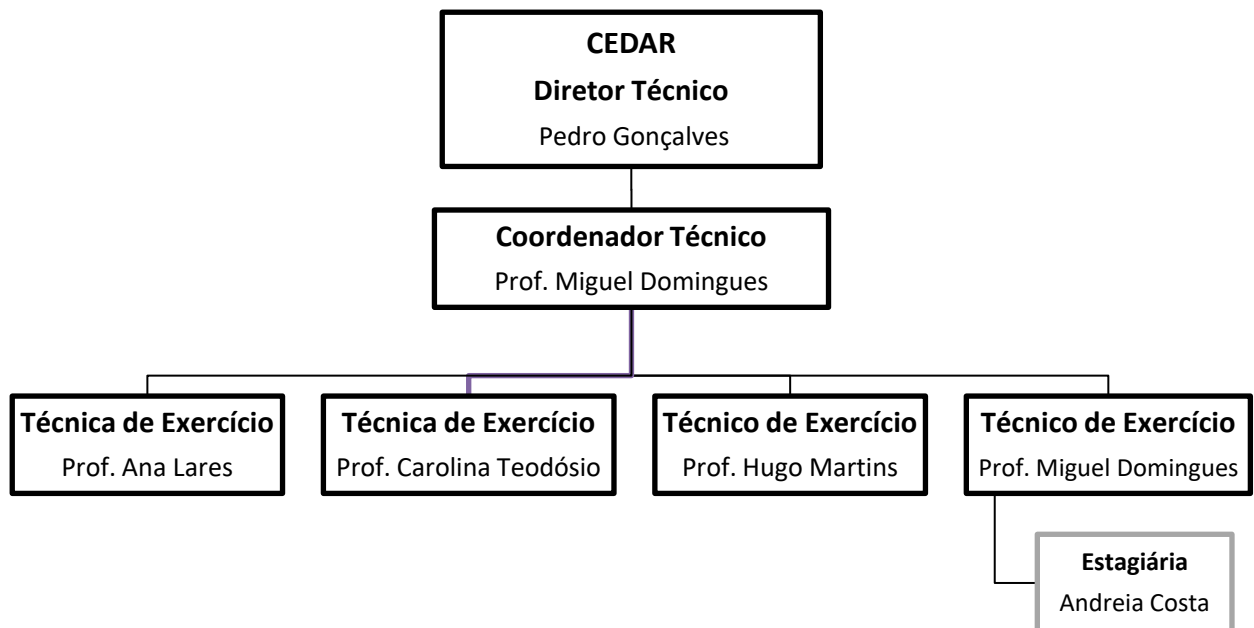 CEDAR
Diretor Técnico
Pedro Gonçalves
Coordenador Técnico
Prof. Miguel Domingues
Técnica de Exercício
Prof. Ana Lares
Técnica de Exercício
Prof. Carolina Teodósio
Técnico de Exercício
Prof. Hugo Martins
Técnico de Exercício
Prof. Miguel Domingues
Estagiária
Andreia Costa